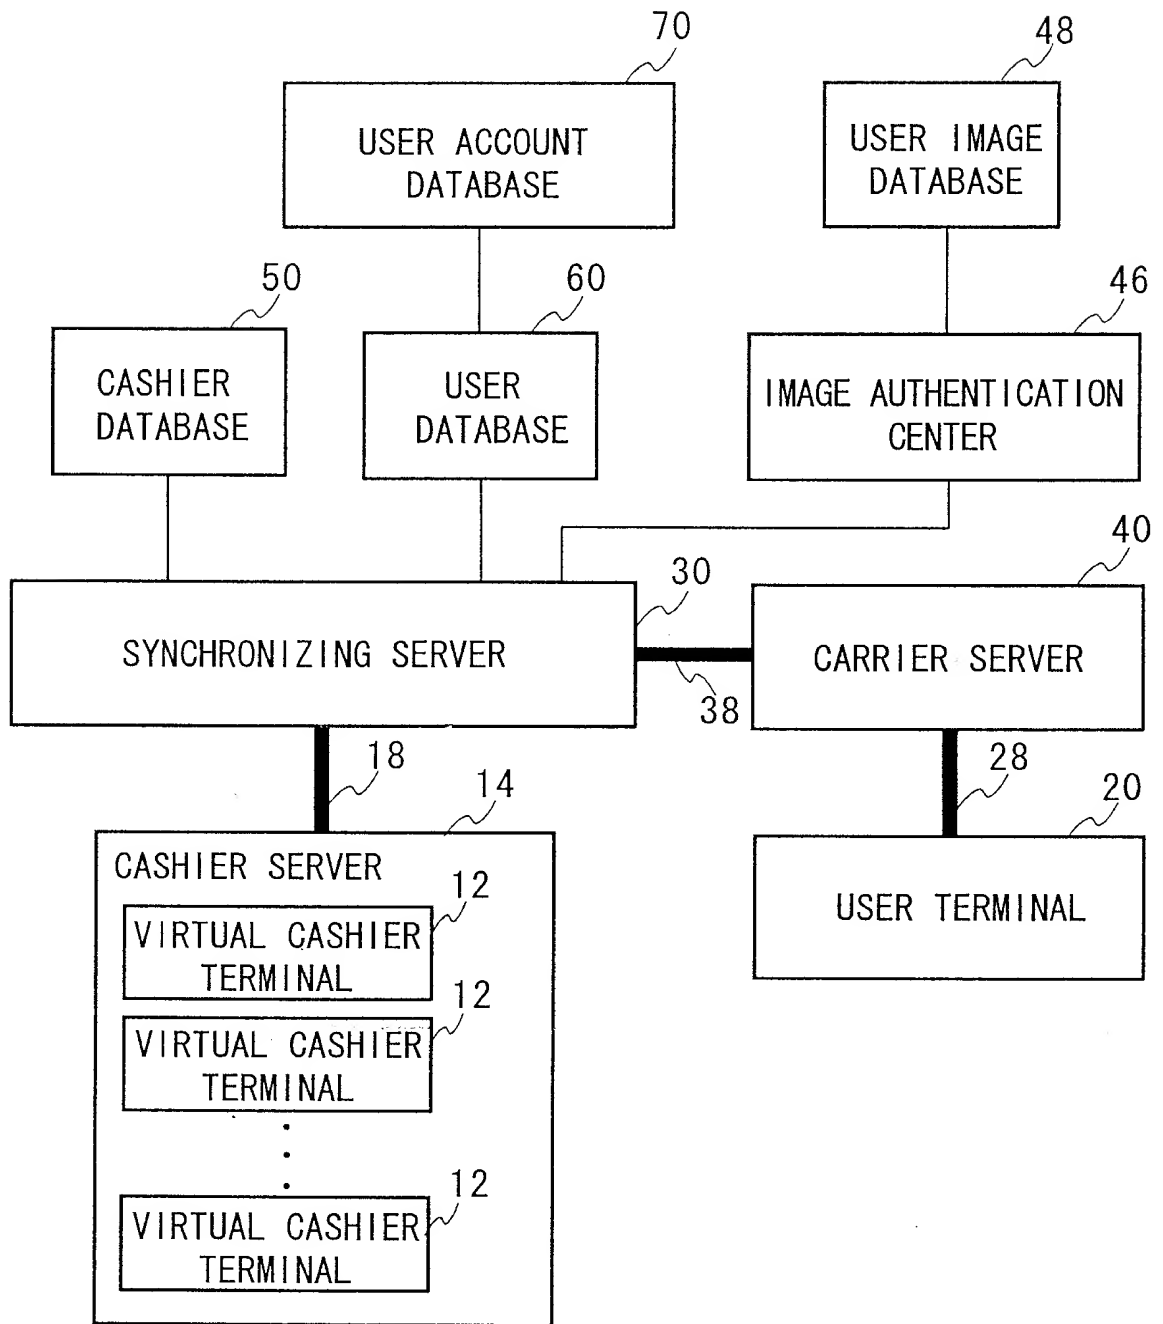 70
48
USER ACCOUNT
DATABASE
USER IMAGE
DATABASE
50
60
46
CASHIER
DATABASE
USER
DATABASE
IMAGE AUTHENTICATION
CENTER
40
30
SYNCHRONIZING SERVER
CARRIER SERVER
38
18
28
14
20
CASHIER SERVER
USER TERMINAL
12
VIRTUAL CASHIER
TERMINAL
12
VIRTUAL CASHIER
TERMINAL
12
VIRTUAL CASHIER
TERMINAL